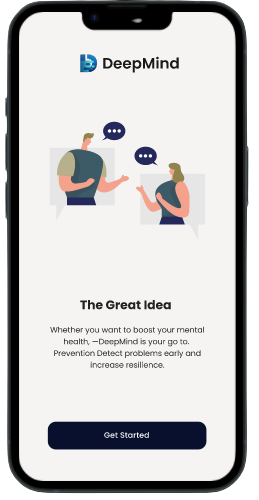 DeepMind
The Great Idea
Whether you want to boost your mental
health, —DeepMind is your go to.
Prevention Detect problems early and
increase resilience.
Get Started